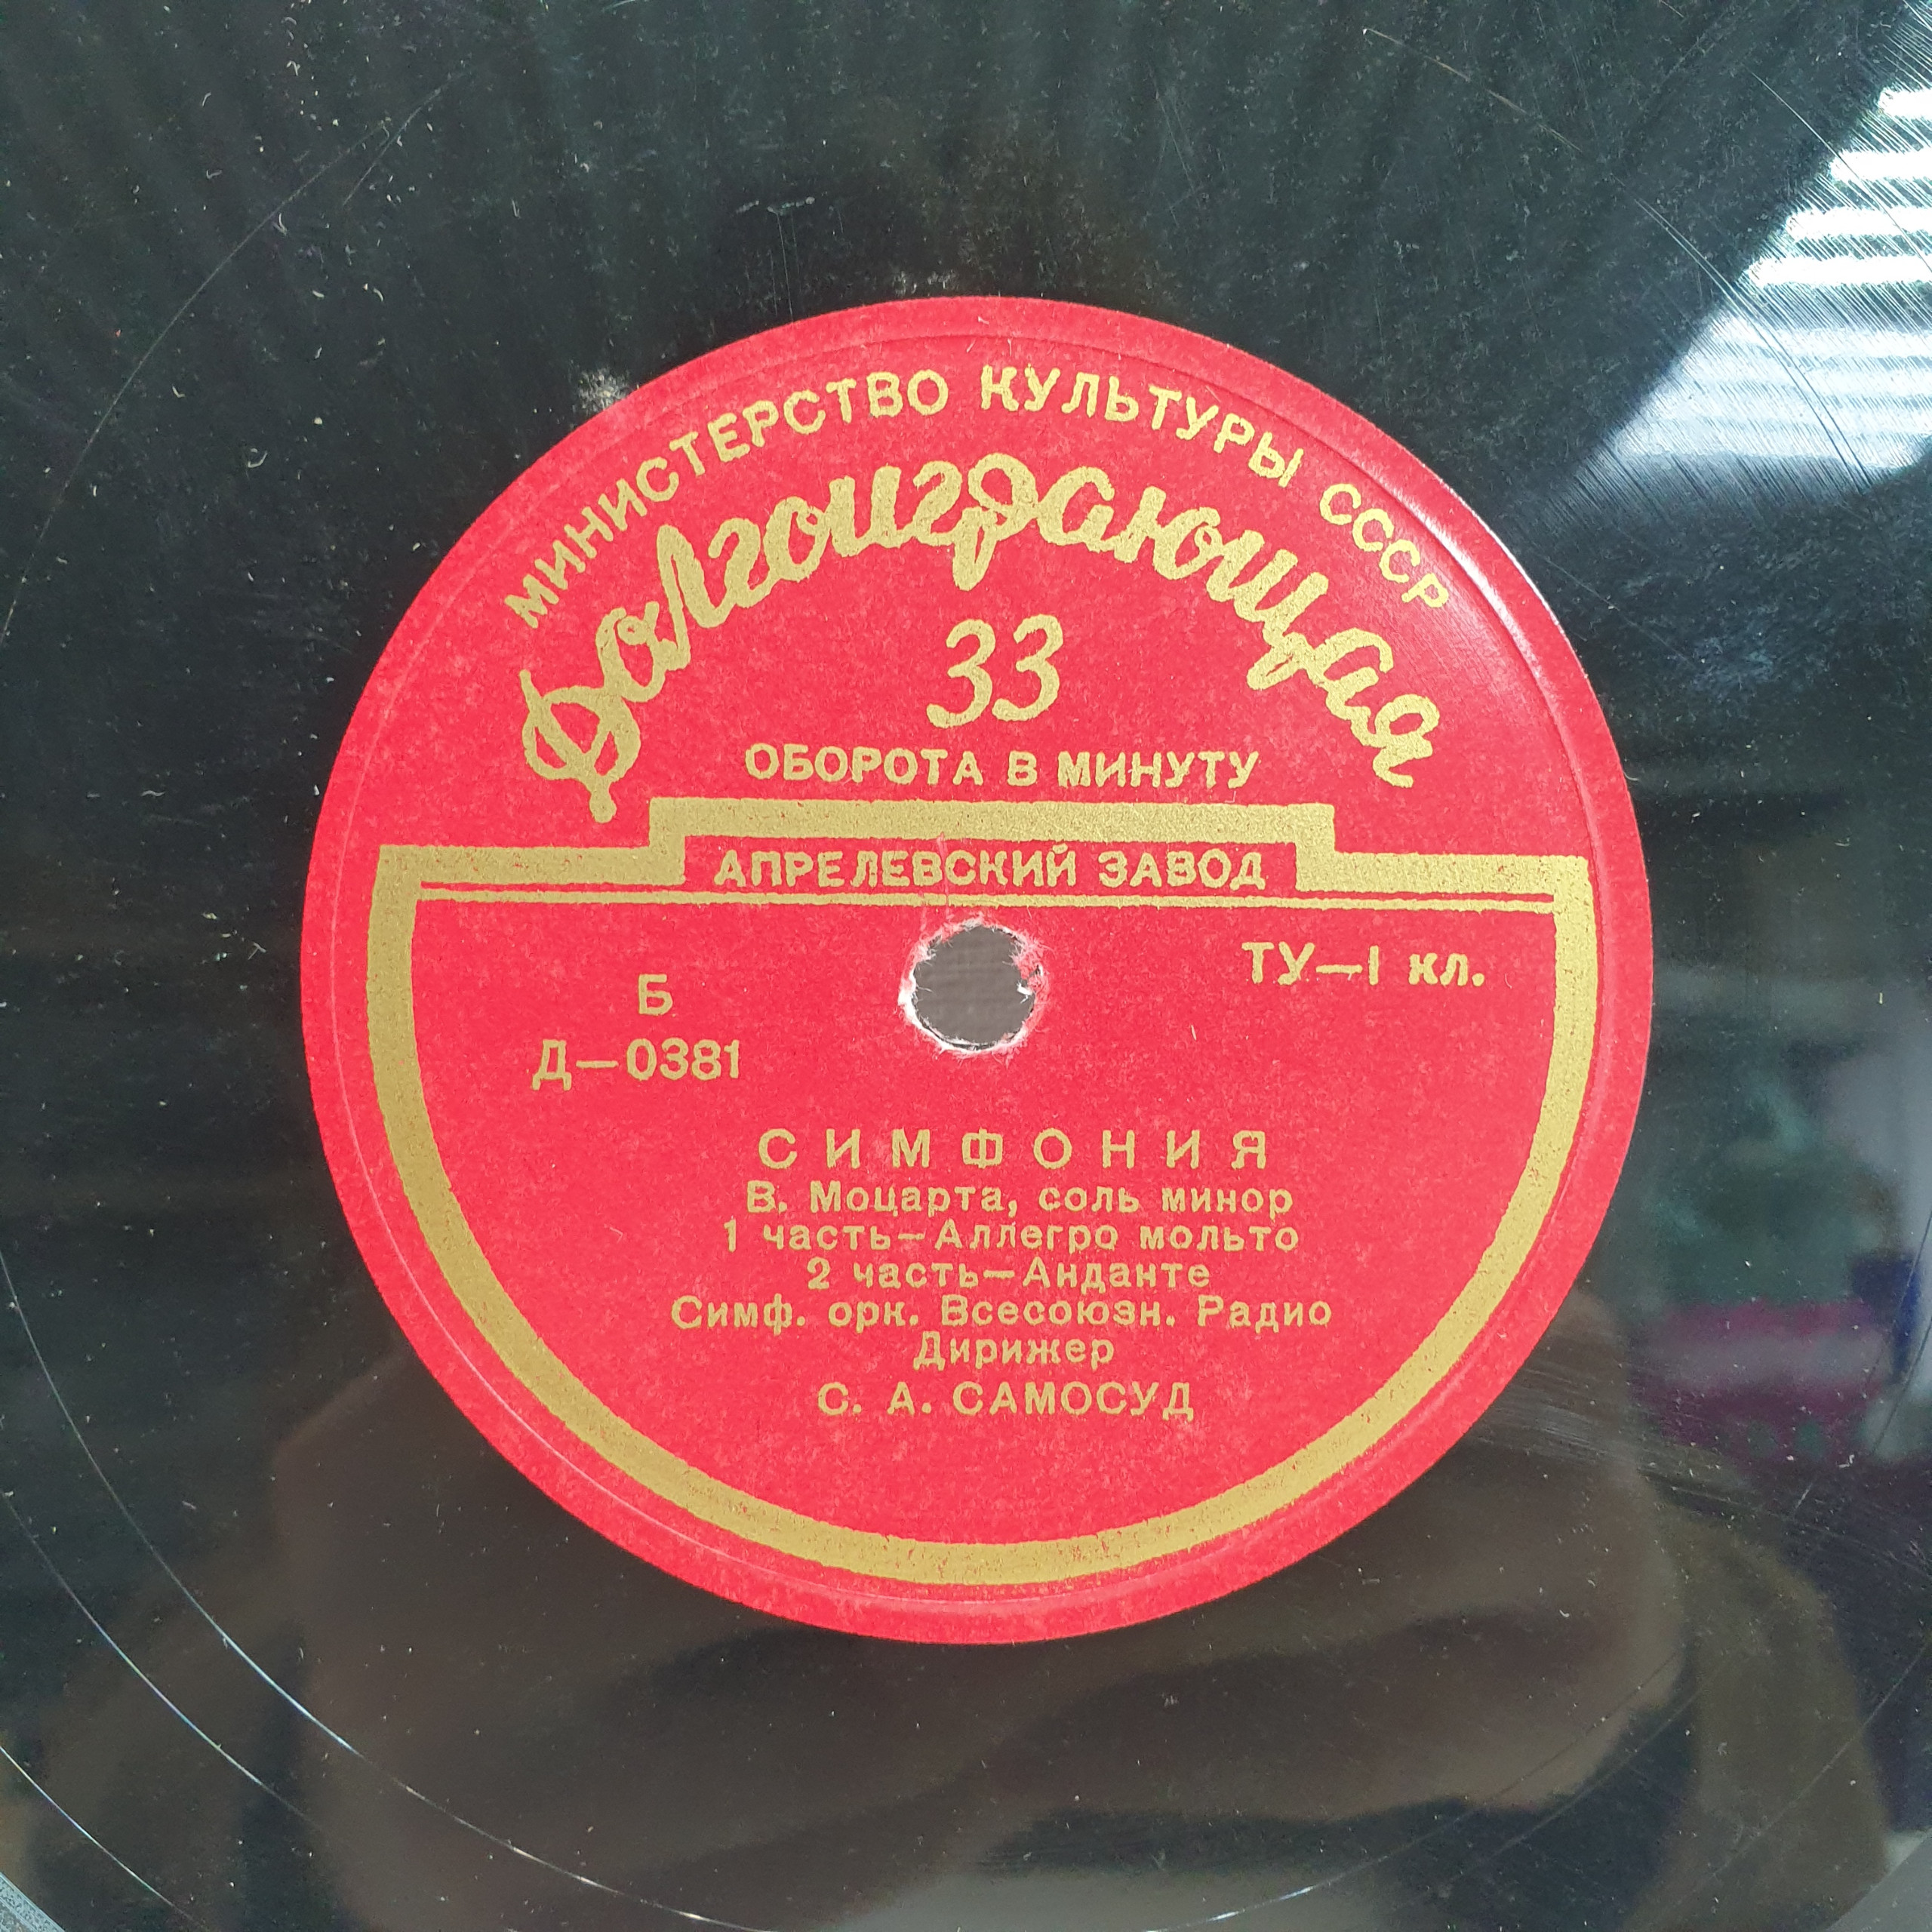 МИНИСТЕРСТВО КУЛЬТУРЫ СССР
Долгоиграющая
33
ОБОРОТА В МИНУТУ
АПРЕЛЕВСКИЙ ЗАВОД
ТУ—I кл.
Б
Д—0381
СИМФОНИЯ
В. Моцарта, соль минор
1 часть—Аллегро мольто
2 часть—Анданте
Симф. орк. Всесоюзн. Радио
Дирижер
С. А. САМОСУД